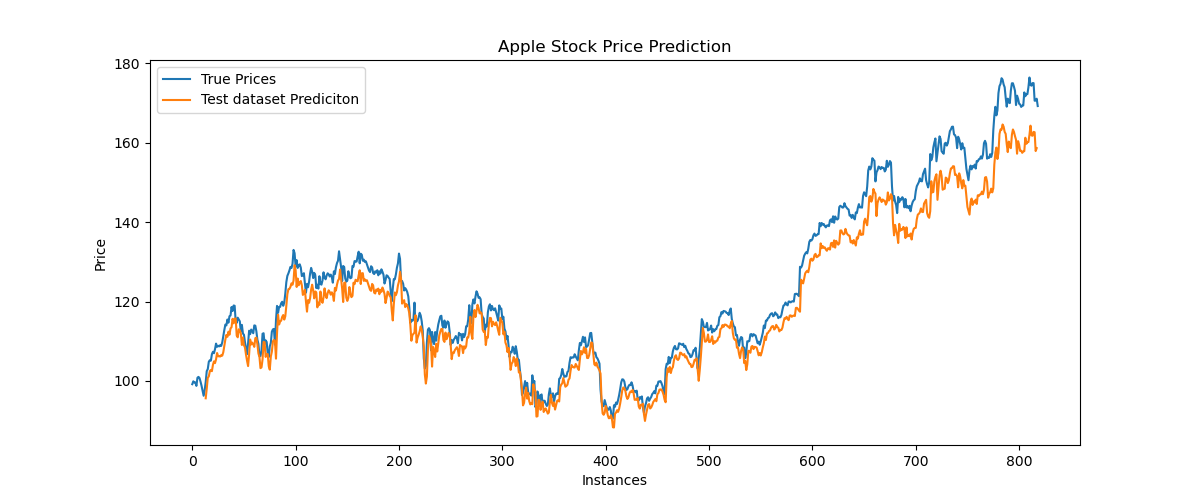 Apple Stock Price Prediction
True Prices
Test dataset Prediciton
180
160
140
120
100
Price
0 100 200 300 400 500 600 700 800
Instances